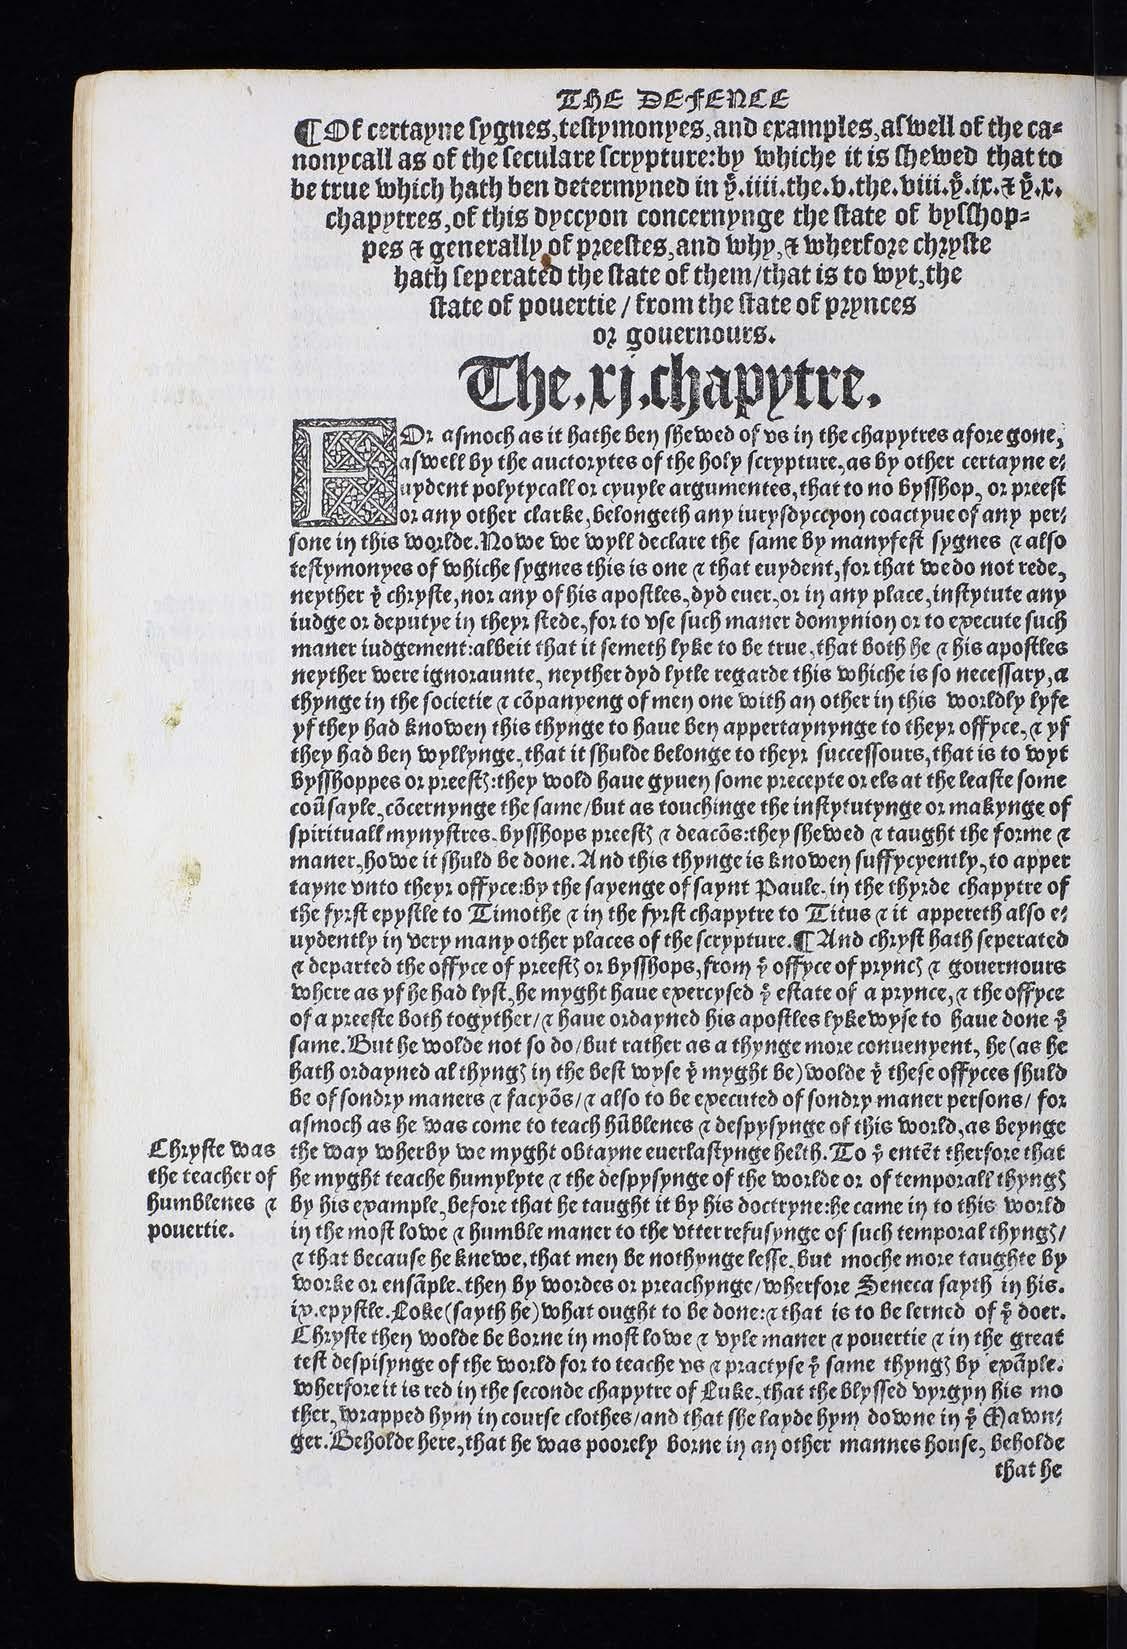 THE DEFENCE
¶Of certayne sygnes, testymonyes, and examples, aswell of the ca=
nonycall as of the seculare scrypture: by whiche it is shewed that to
be true which hath ben determyned in yͤ.iiii.the.v.the.viii.yͤ.ix.⁊ yͤ.x.
chapytres, of this dyccyon concernynge the state of bysshop=
pes ⁊ generally of preestes, and why, ⁊ wherfore chryste
hath seperated the state of them/that is to wyt, the
state of pouertie / from the state of prynces
or gouernours.
The.xj.chapytre.
FOr asmoch as it hathe ben shewed of vs in the chapytres afore gone,
aswell by the auctorytes of the holy scrypture, as by other certayne e=
uydent polytycall or cyuyle argumentes, that to no bysshop, or preest
or any other clarke, belongeth any iurysdyccyon coactyue of any per=
sone in this worlde. Nowe we wyll declare the same by manyfest sygnes ⁊ also
testymonyes of whiche sygnes this is one ⁊ that euydent, for that we do not rede,
neyther yͭ chryste, nor any of his apostles, dyd euer, or in any place, instytute any
iudge or deputye in theyr stede, for to vse such maner domynion or to execute such
maner iudgement: albeit that it semeth lyke to be true, that both he ⁊ his apostles
neyther were ignoraunte, neyther dyd lytle regarde this whiche is so necessary, a
thynge in the societie ⁊ cōpanyeng of men one with an other in this worldly lyfe
yf they had knowen this thynge to haue ben appertaynynge to theyr offyce, ⁊ yf
they had ben wyllynge, that it shulde belonge to theyr successours, that is to wyt
bysshoppes or preestꝭ: they wold haue gyuen some precepte or els at the leaste some
coūsayle, cōcernynge the same/but as touchinge the instytutynge or makynge of
spirituall mynystres. bysshops preestꝭ ⁊ deacōs: they shewed ⁊ taught the forme ⁊
maner, howe it shuld be done. And this thynge is knowen suffycyently, to apper
tayne vnto theyr offyce: by the sayenge of saynt Paule. in the thyrde chapytre of
the fyrst epystle to Timothe ⁊ in the fyrst chapytre to Titus ⁊ it appereth also e=
uydently in very many other places of the scrypture. ¶ And chryst hath seperated
⁊ departed the offyce of preestꝭ or bysshops, from yͤ offyce of pryncꝭ ⁊ gouernours
where as yf he had lyst, he myght haue exercysed yͤ estate of a prynce, ⁊ the offyce
of a preeste both togyther/⁊ haue ordayned his apostles lykewyse to haue done yͤ
same. But he wolde not so do/but rather as a thynge more conuenyent, he (as he
hath ordayned al thyngꝭ in the best wyse yͭ myght be) wolde yͭ these offyces shuld
be of sondry maners ⁊ facyōs/⁊ also to be executed of sondry maner persons/ for
asmoch as he was come to teach hūblenes ⁊ despysynge of this world, as beynge
the way wherby we myght obtayne euerlastynge helth. To yͤ entēt therfore that
he myght teache humylyte ⁊ the despysynge of the worlde or of temporall thyngꝭ
by his example, before that he taught it by his doctryne: he came in to this world
in the most lowe ⁊ humble maner to the vtter refusynge of such temporal thyngꝭ/
⁊ that because he knewe, that men be nothynge lesse, but moche more taughte by
worke or ensāple. then by wordes or preachynge/wherfore Seneca sayth in his.
ix.epystle. Loke (sayth he) what ought to be done: ⁊ that is to be lerned of yͤ doer.
Chryste then wolde be borne in most lowe ⁊ vyle maner ⁊ pouertie ⁊ in the great
test despisynge of the world for to teache vs ⁊ practyse yͤ same thyngꝭ by exāple.
wherfore it is red in the seconde chapytre of Luke, that the blyssed vyrgyn his mo
ther, wrapped hym in course clothes/and that she layde hym downe in yͤ Mawn=
ger. Beholde here, that he was poorely borne in an other mannes house, beholde
that he
Chryste was
the teacher of
humblenes ⁊
pouertie.